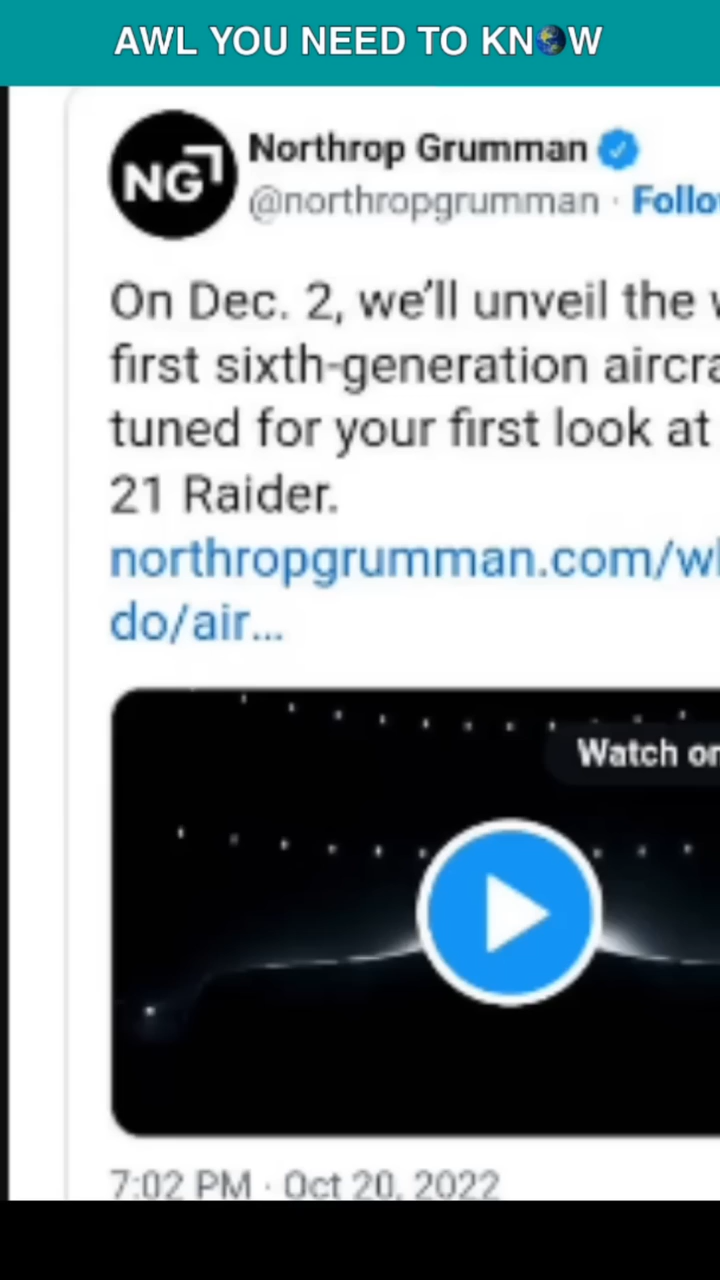 AWL YOU NEED TO KN🌏W
NG
Northrop Grumman
@northropgrumman · Follo
On Dec. 2, we'll unveil the w
first sixth-generation aircra
tuned for your first look at
21 Raider.
northropgrumman.com/wh
do/air...
Watch on
7:02 PM · Oct 20, 2022